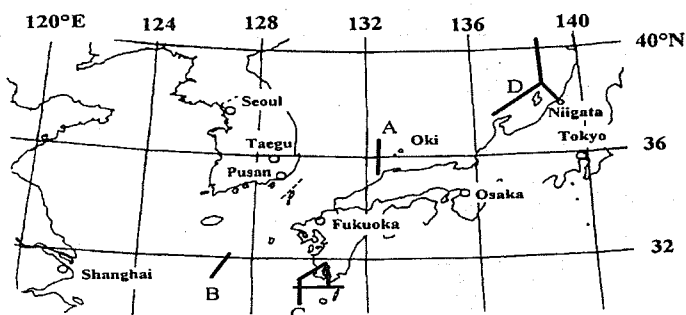 120°E 124 128 132 136 140
40°N
D
Seoul
Niigata
Tokyo
A
Oki
Taegu
36
Pusan
Osaka
Fukuoka
32
Shanghai
B
C